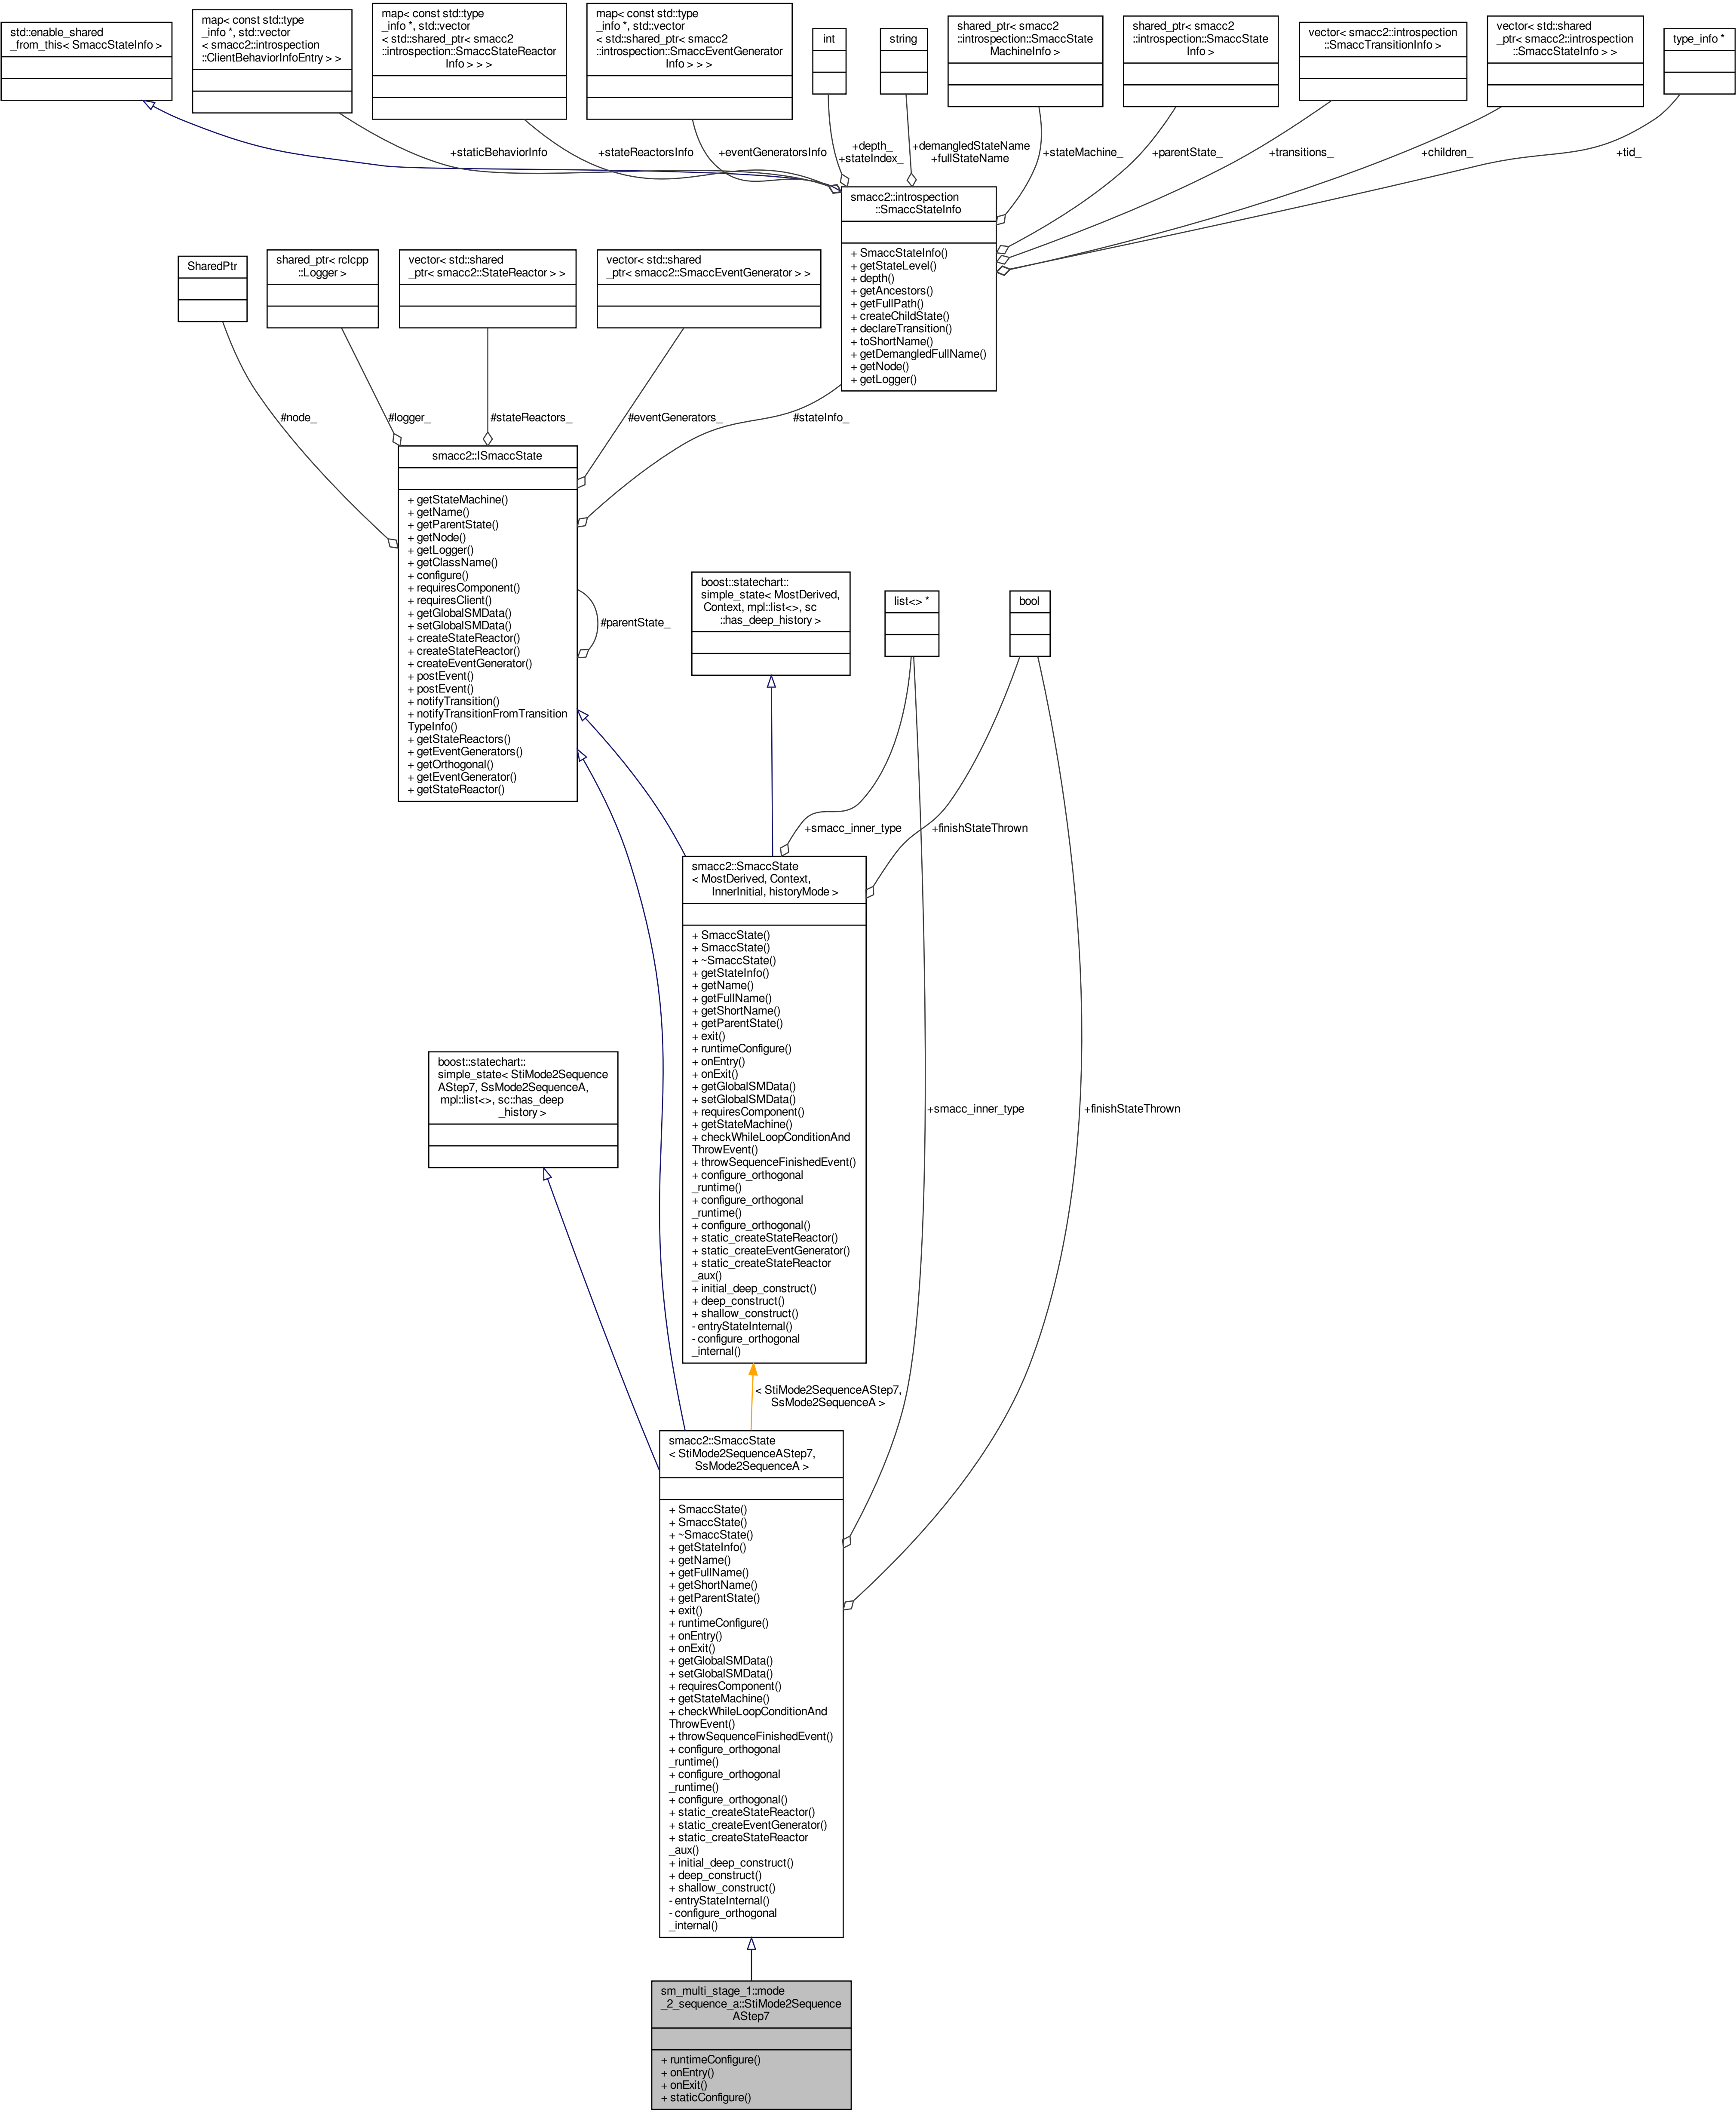 std::enable_shared
_from_this< SmaccStateInfo >
map< const std::type
_info *, std::vector
< smacc2::introspection
::ClientBehaviorInfoEntry > >
map< const std::type
_info *, std::vector
< std::shared_ptr< smacc2
::introspection::SmaccStateReactor
Info > > >
map< const std::type
_info *, std::vector
< std::shared_ptr< smacc2
::introspection::SmaccEventGenerator
Info > > >
int
string
shared_ptr< smacc2
::introspection::SmaccState
MachineInfo >
shared_ptr< smacc2
::introspection::SmaccState
Info >
vector< smacc2::introspection
::SmaccTransitionInfo >
vector< std::shared
_ptr< smacc2::introspection
::SmaccStateInfo > >
type_info *
+staticBehaviorInfo
+stateReactorsInfo
+eventGeneratorsInfo
+depth_
+stateIndex_
+demangledStateName
+fullStateName
+stateMachine_
+parentState_
+transitions_
+children_
+tid_
smacc2::introspection
::SmaccStateInfo
+ SmaccStateInfo()
+ getStateLevel()
+ depth()
+ getAncestors()
+ getFullPath()
+ createChildState()
+ declareTransition()
+ toShortName()
+ getDemangledFullName()
+ getNode()
+ getLogger()
SharedPtr
shared_ptr< rclcpp
::Logger >
vector< std::shared
_ptr< smacc2::StateReactor > >
vector< std::shared
_ptr< smacc2::SmaccEventGenerator > >
#node_
#logger_
#stateReactors_
#eventGenerators_
#stateInfo_
smacc2::ISmaccState
+ getStateMachine()
+ getName()
+ getParentState()
+ getNode()
+ getLogger()
+ getClassName()
+ configure()
+ requiresComponent()
+ requiresClient()
+ getGlobalSMData()
+ setGlobalSMData()
+ createStateReactor()
+ createStateReactor()
+ createEventGenerator()
+ postEvent()
+ postEvent()
+ notifyTransition()
+ notifyTransitionFromTransition
TypeInfo()
+ getStateReactors()
+ getEventGenerators()
+ getOrthogonal()
+ getEventGenerator()
+ getStateReactor()
#parentState_
boost::statechart::
simple_state< MostDerived,
Context, mpl::list<>, sc
::has_deep_history >
list<> *
bool
+smacc_inner_type
+finishStateThrown
smacc2::SmaccState
< MostDerived, Context,
InnerInitial, historyMode >
+ SmaccState()
+ SmaccState()
+ ~SmaccState()
+ getStateInfo()
+ getName()
+ getFullName()
+ getShortName()
+ getParentState()
+ exit()
+ runtimeConfigure()
+ onEntry()
+ onExit()
+ getGlobalSMData()
+ setGlobalSMData()
+ requiresComponent()
+ getStateMachine()
+ checkWhileLoopConditionAnd
ThrowEvent()
+ throwSequenceFinishedEvent()
+ configure_orthogonal
_runtime()
+ configure_orthogonal
_runtime()
+ configure_orthogonal()
+ static_createStateReactor()
+ static_createEventGenerator()
+ static_createStateReactor
_aux()
+ initial_deep_construct()
+ deep_construct()
+ shallow_construct()
- entryStateInternal()
- configure_orthogonal
_internal()
boost::statechart::
simple_state< StiMode2Sequence
AStep7, SsMode2SequenceA,
mpl::list<>, sc::has_deep
_history >
+smacc_inner_type
+finishStateThrown
< StiMode2SequenceAStep7,
SsMode2SequenceA >
smacc2::SmaccState
< StiMode2SequenceAStep7,
SsMode2SequenceA >
+ SmaccState()
+ SmaccState()
+ ~SmaccState()
+ getStateInfo()
+ getName()
+ getFullName()
+ getShortName()
+ getParentState()
+ exit()
+ runtimeConfigure()
+ onEntry()
+ onExit()
+ getGlobalSMData()
+ setGlobalSMData()
+ requiresComponent()
+ getStateMachine()
+ checkWhileLoopConditionAnd
ThrowEvent()
+ throwSequenceFinishedEvent()
+ configure_orthogonal
_runtime()
+ configure_orthogonal
_runtime()
+ configure_orthogonal()
+ static_createStateReactor()
+ static_createEventGenerator()
+ static_createStateReactor
_aux()
+ initial_deep_construct()
+ deep_construct()
+ shallow_construct()
- entryStateInternal()
- configure_orthogonal
_internal()
sm_multi_stage_1::mode
_2_sequence_a::StiMode2Sequence
AStep7
+ runtimeConfigure()
+ onEntry()
+ onExit()
+ staticConfigure()